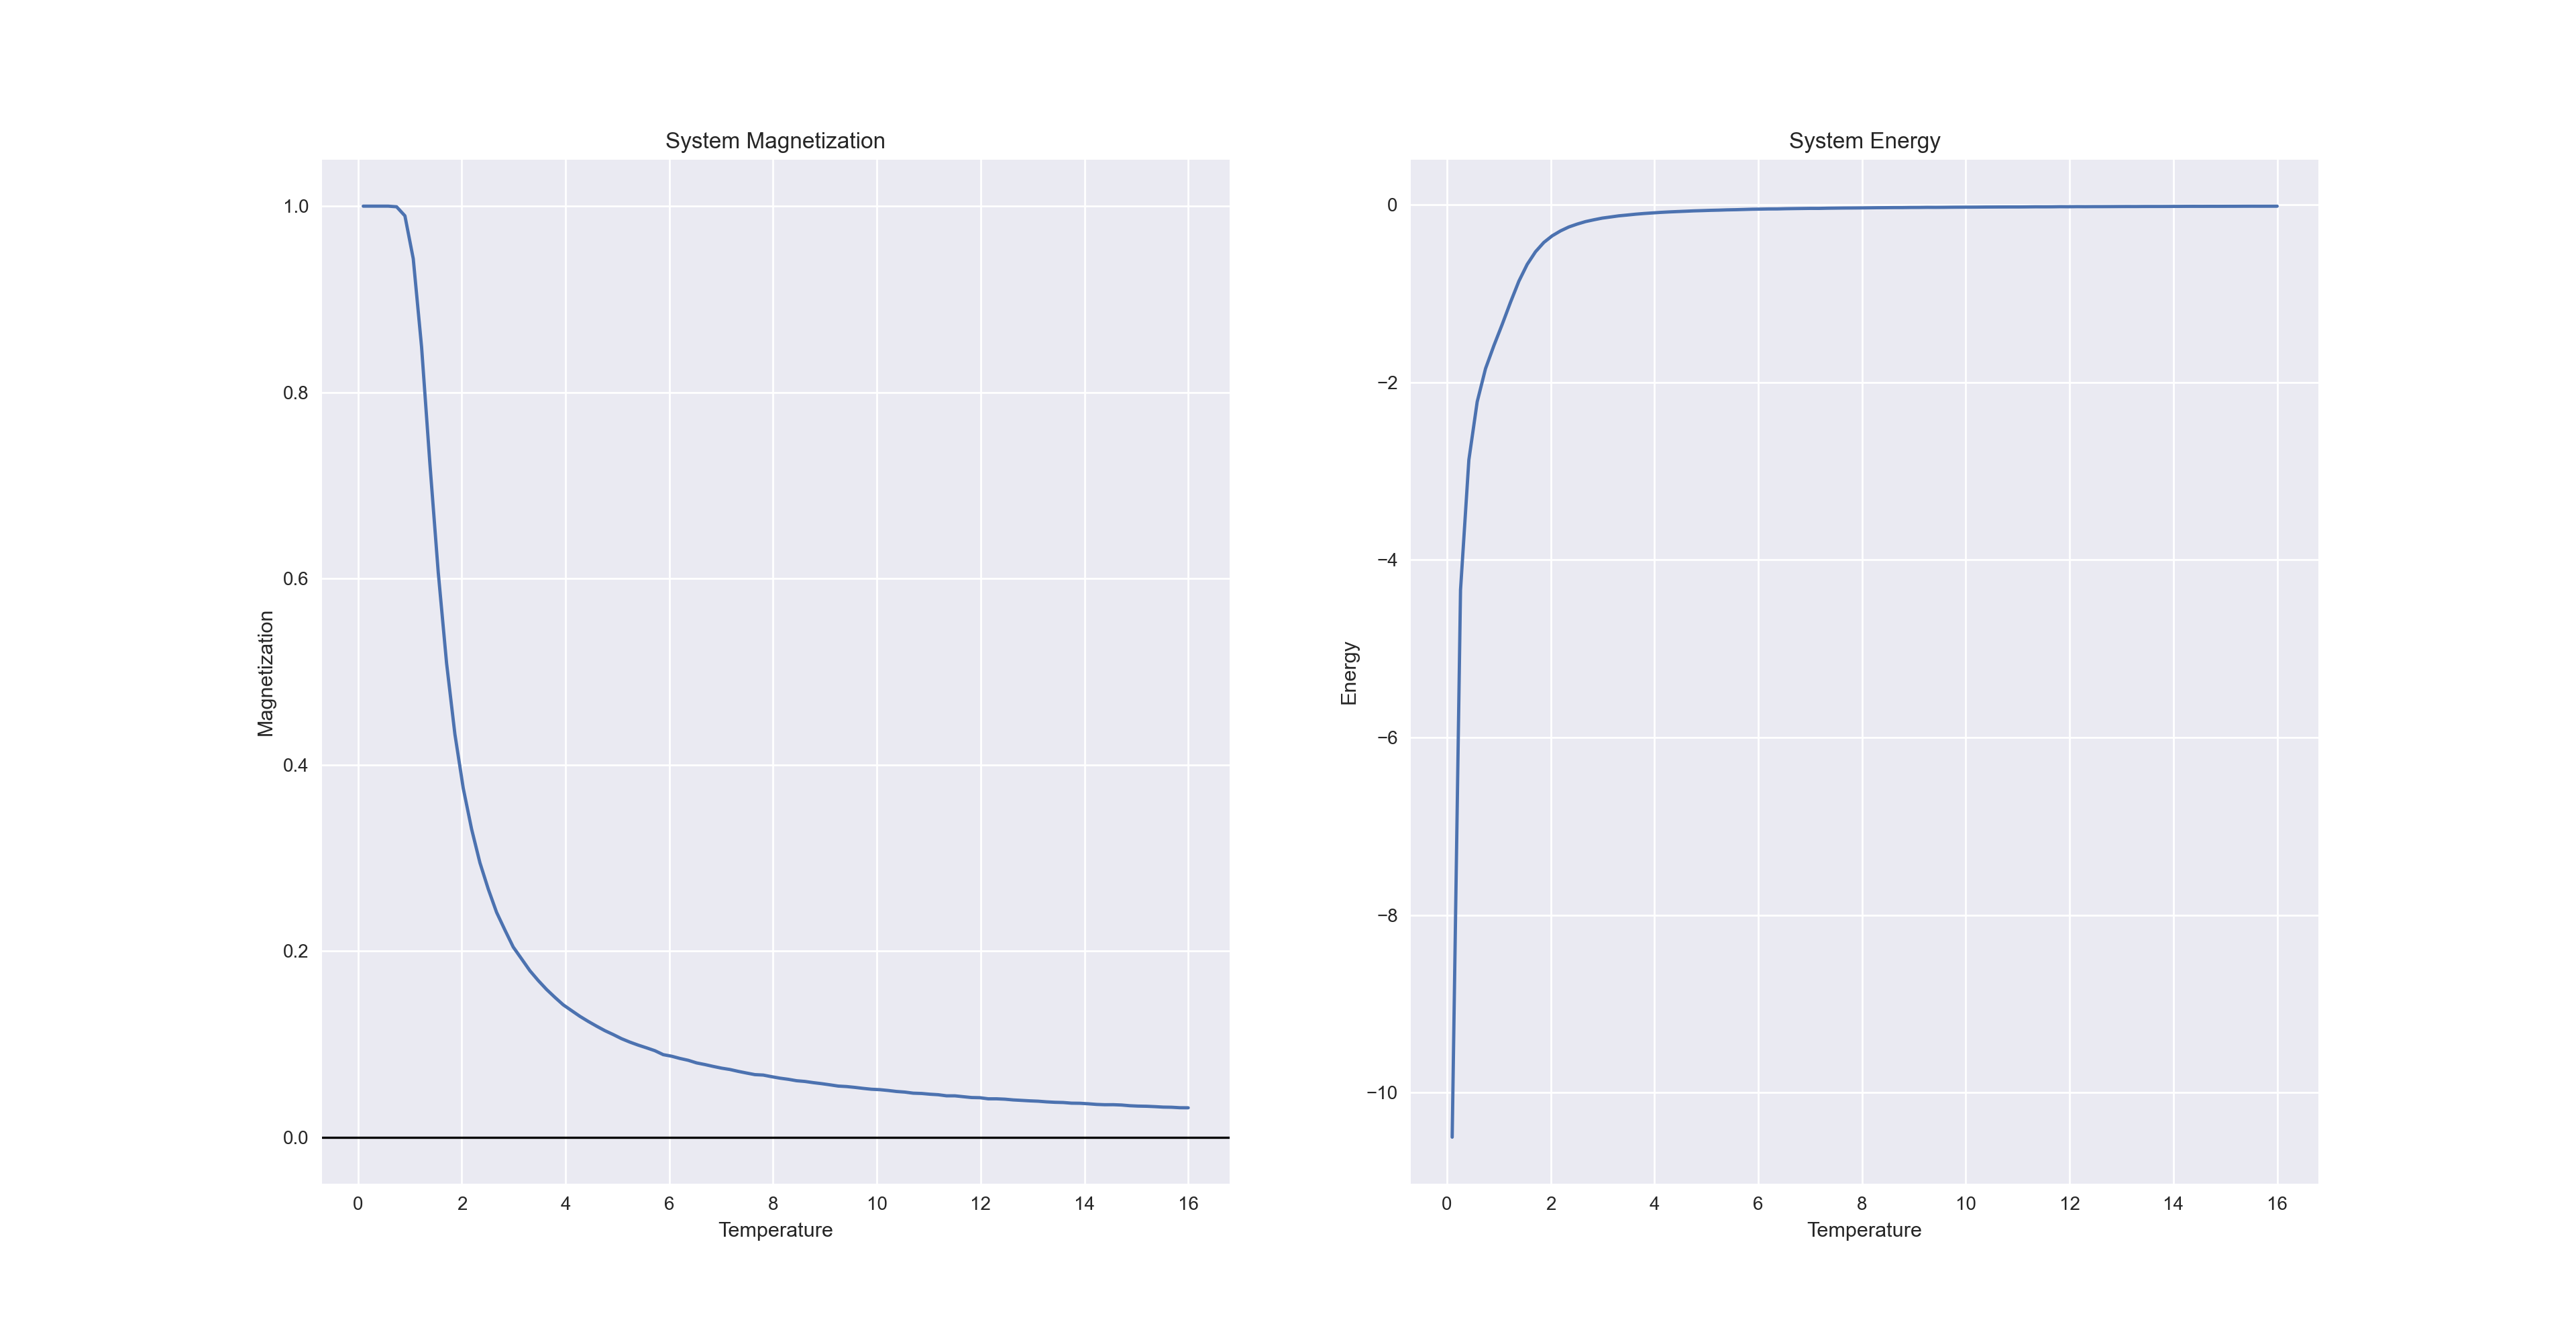 System Magnetization
1.0
0.8
0.6
0.4
0.2
0.0
Magnetization
0 2 4 6 8 10 12 14 16
Temperature
System Energy
0
−2
−4
−6
−8
−10
Energy
0 2 4 6 8 10 12 14 16
Temperature